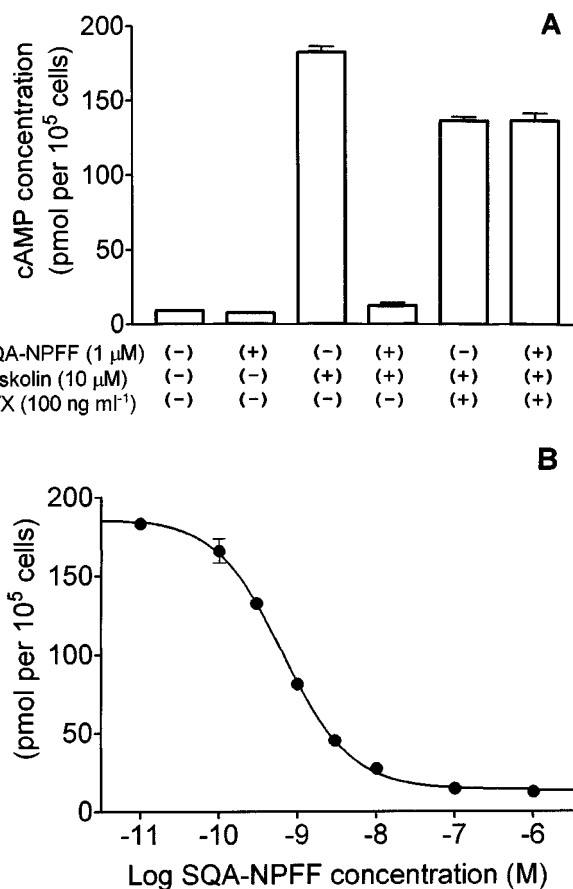 A
cAMP concentration
(pmol per 10⁵ cells)
200
150
100
50
0
QA-NPFF (1 μM) (-) (+) (-) (+) (-) (+)
skolin (10 μM) (-) (-) (+) (+) (+) (+)
X (100 ng ml⁻¹) (-) (-) (-) (-) (+) (+)
B
(pmol per 10⁵ cells)
200
150
100
50
0
-11 -10 -9 -8 -7 -6
Log SQA-NPFF concentration (M)